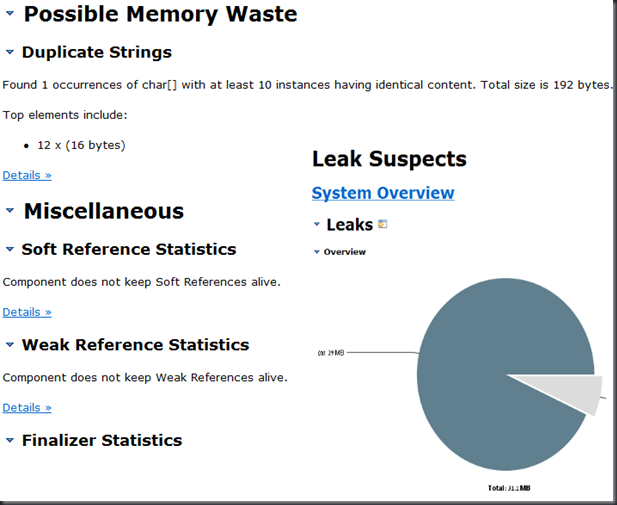 Possible Memory Waste
Duplicate Strings
Found 1 occurrences of char[] with at least 10 instances having identical content. Total size is 192 bytes.
Top elements include:
12 x (16 bytes)
Details »
Miscellaneous
Soft Reference Statistics
Component does not keep Soft References alive.
Details »
Weak Reference Statistics
Component does not keep Weak References alive.
Details »
Finalizer Statistics
Leak Suspects
System Overview
Leaks
Overview
29 MB
Total: MB